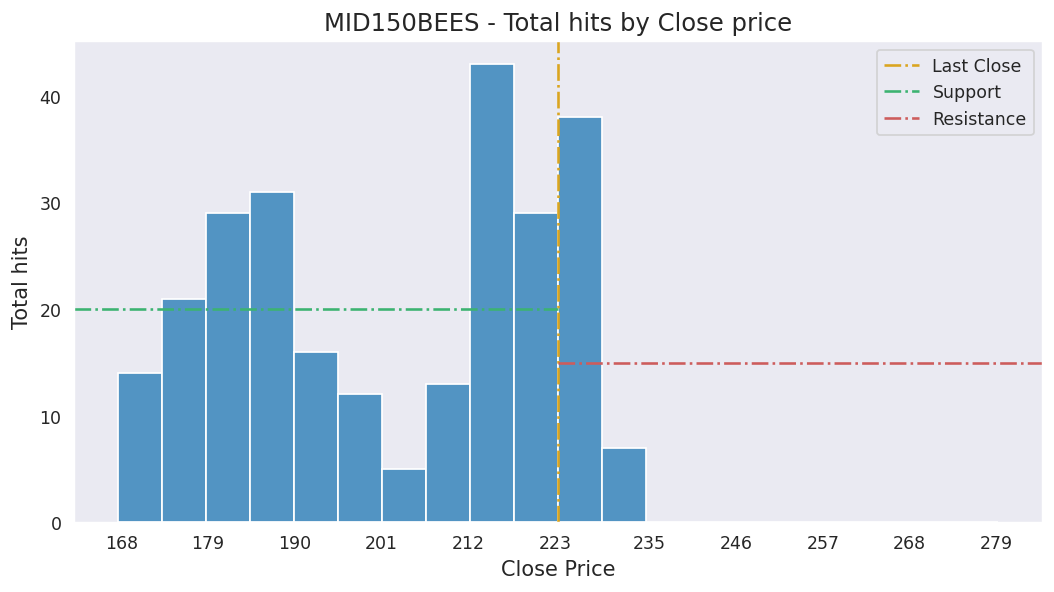 MID150BEES - Total hits by Close price
Last Close
Support
Resistance
Total hits
40
30
20
10
0
168 179 190 201 212 223 235 246 257 268 279
Close Price